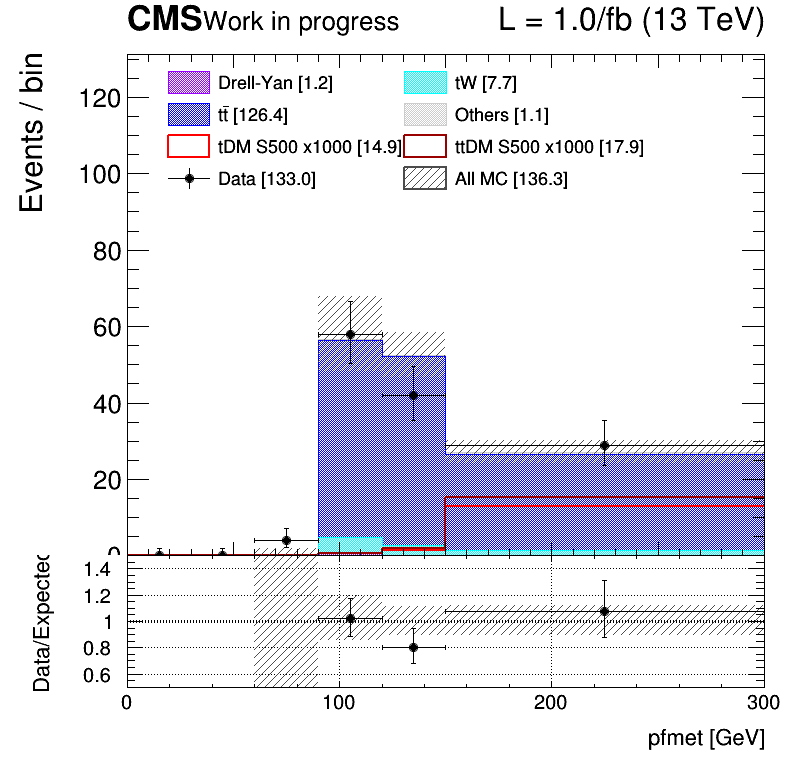 CMS Work in progress L = 1.0/fb (13 TeV)
Events / bin
120
100
80
60
40
20
0
Drell-Yan [1.2]
tW [7.7]
tt̄ [126.4]
Others [1.1]
tDM S500 x1000 [14.9]
ttDM S500 x1000 [17.9]
Data [133.0]
All MC [136.3]
Data/Expected
1.4
1.2
1
0.8
0.6
0 100 200 300
pfmet [GeV]